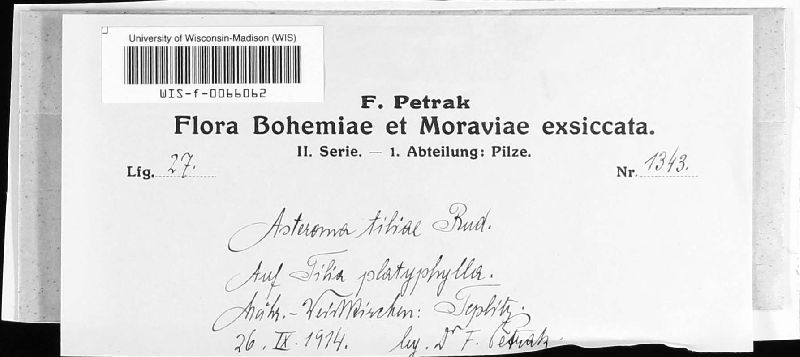 University of Wisconsin-Madison (WIS)
WIS-f-0066062
F. Petrak
Flora Bohemiae et Moraviae exsiccata.
II. Serie. — 1. Abteilung: Pilze.
Lfg. 27. Nr. 1343.
Asteroma tiliae Rud.
Auf Tilia platyphylla.
Mähr.-Weisskirchen: Teplitz.
26. IX. 1914. leg. Dr F. Petrak.